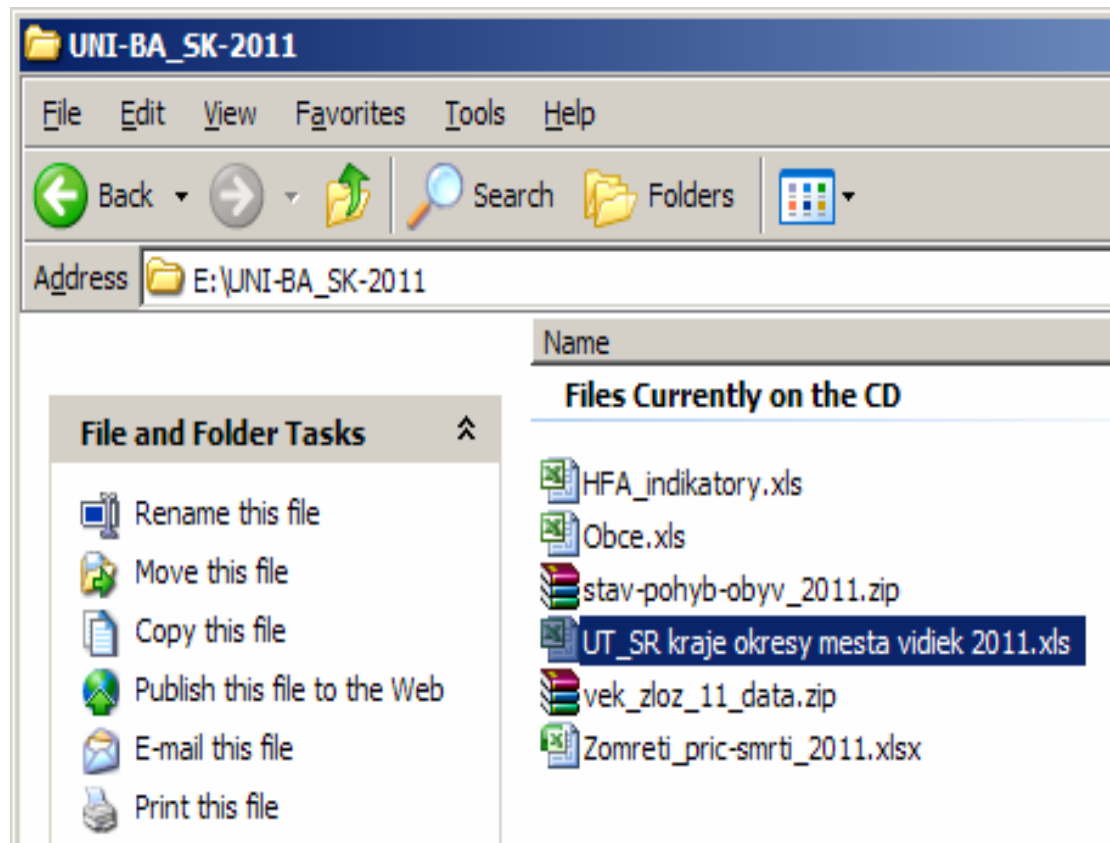 UNI-BA_SK-2011
File Edit View Favorites Tools Help
Back Search Folders
Address E:\UNI-BA_SK-2011
Name
Files Currently on the CD
File and Folder Tasks
Rename this file
Move this file
Copy this file
Publish this file to the Web
E-mail this file
Print this file
HFA_indikatory.xls
Obce.xls
stav-pohyb-obyv_2011.zip
UT_SR kraje okresy mesta vidiek 2011.xls
vek_zloz_11_data.zip
Zomreti_pric-smrti_2011.xlsx